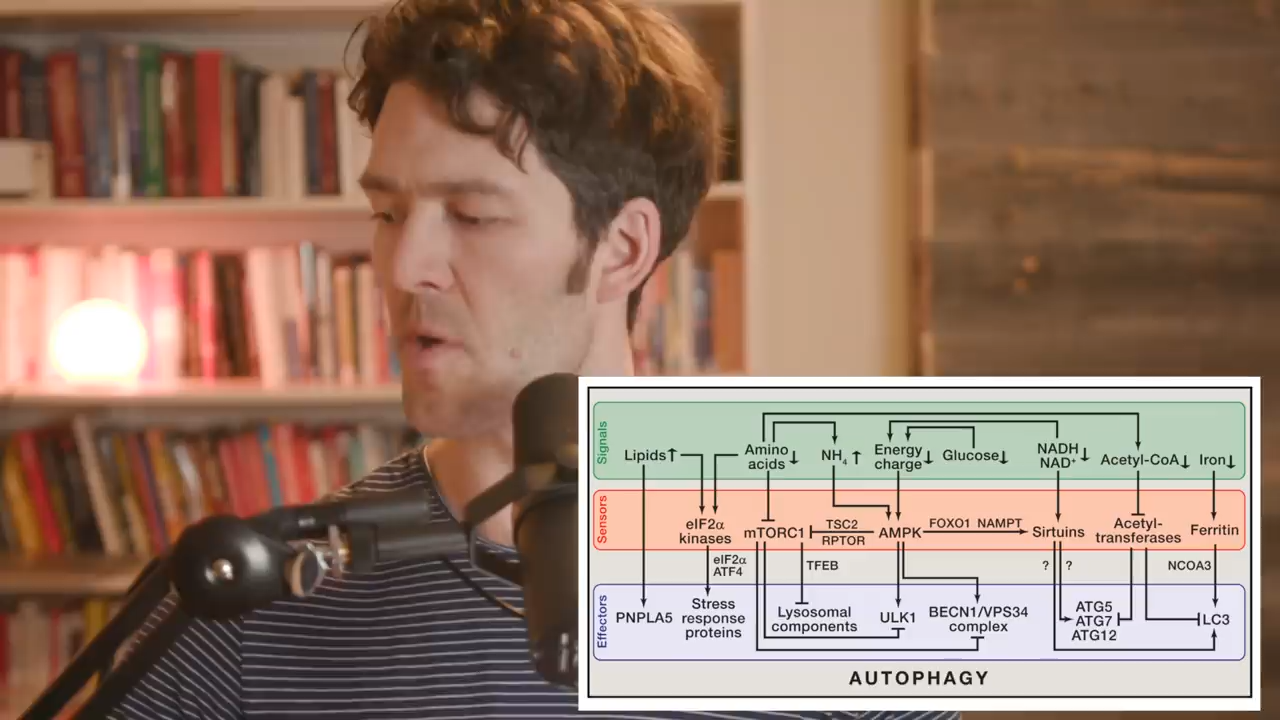 Signals
Lipids↑
Amino acids↓
NH4↑
Energy charge↓
Glucose↓
NADH
NAD+↓
Acetyl-CoA↓
Iron↓
Sensors
eIF2α
kinases
mTORC1
TSC2
RPTOR
AMPK
FOXO1 NAMPT
Sirtuins
Acetyl-
transferases
Ferritin
eIF2α
ATF4
TFEB
? ?
NCOA3
Effectors
PNPLA5
Stress
response
proteins
Lysosomal
components
ULK1
BECN1/VPS34
complex
ATG5
ATG7
ATG12
LC3
AUTOPHAGY